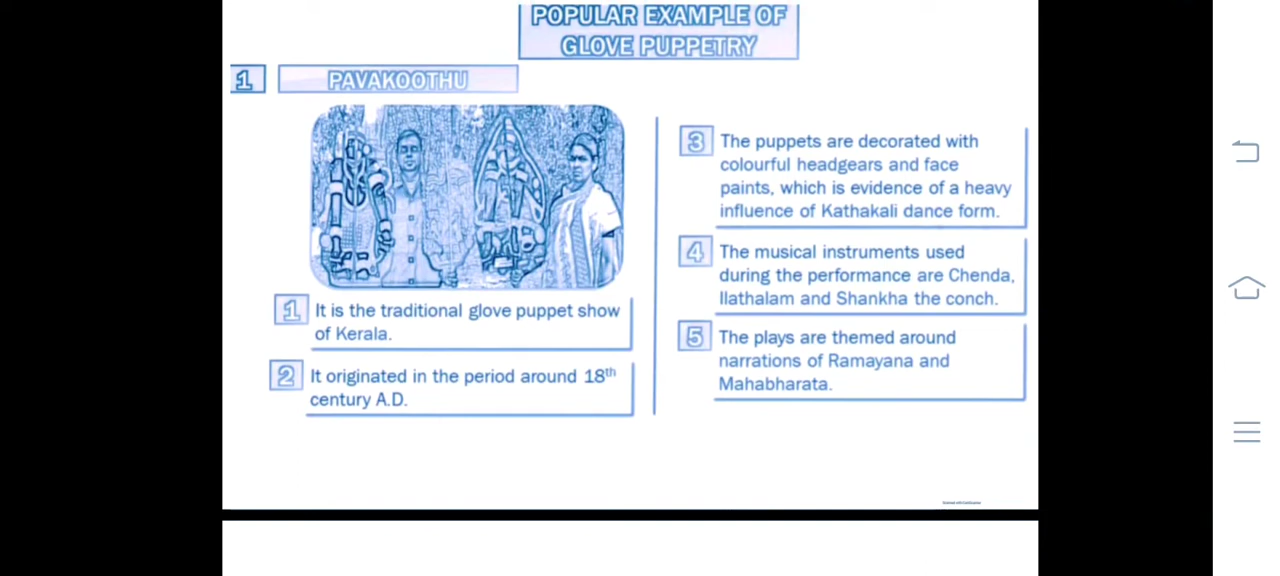 POPULAR EXAMPLE OF
GLOVE PUPPETRY
1 PAVAKOOTHU
1 It is the traditional glove puppet show
of Kerala.
2 It originated in the period around 18th
century A.D.
3 The puppets are decorated with
colourful headgears and face
paints, which is evidence of a heavy
influence of Kathakali dance form.
4 The musical instruments used
during the performance are Chenda,
Ilathalam and Shankha the conch.
5 The plays are themed around
narrations of Ramayana and
Mahabharata.